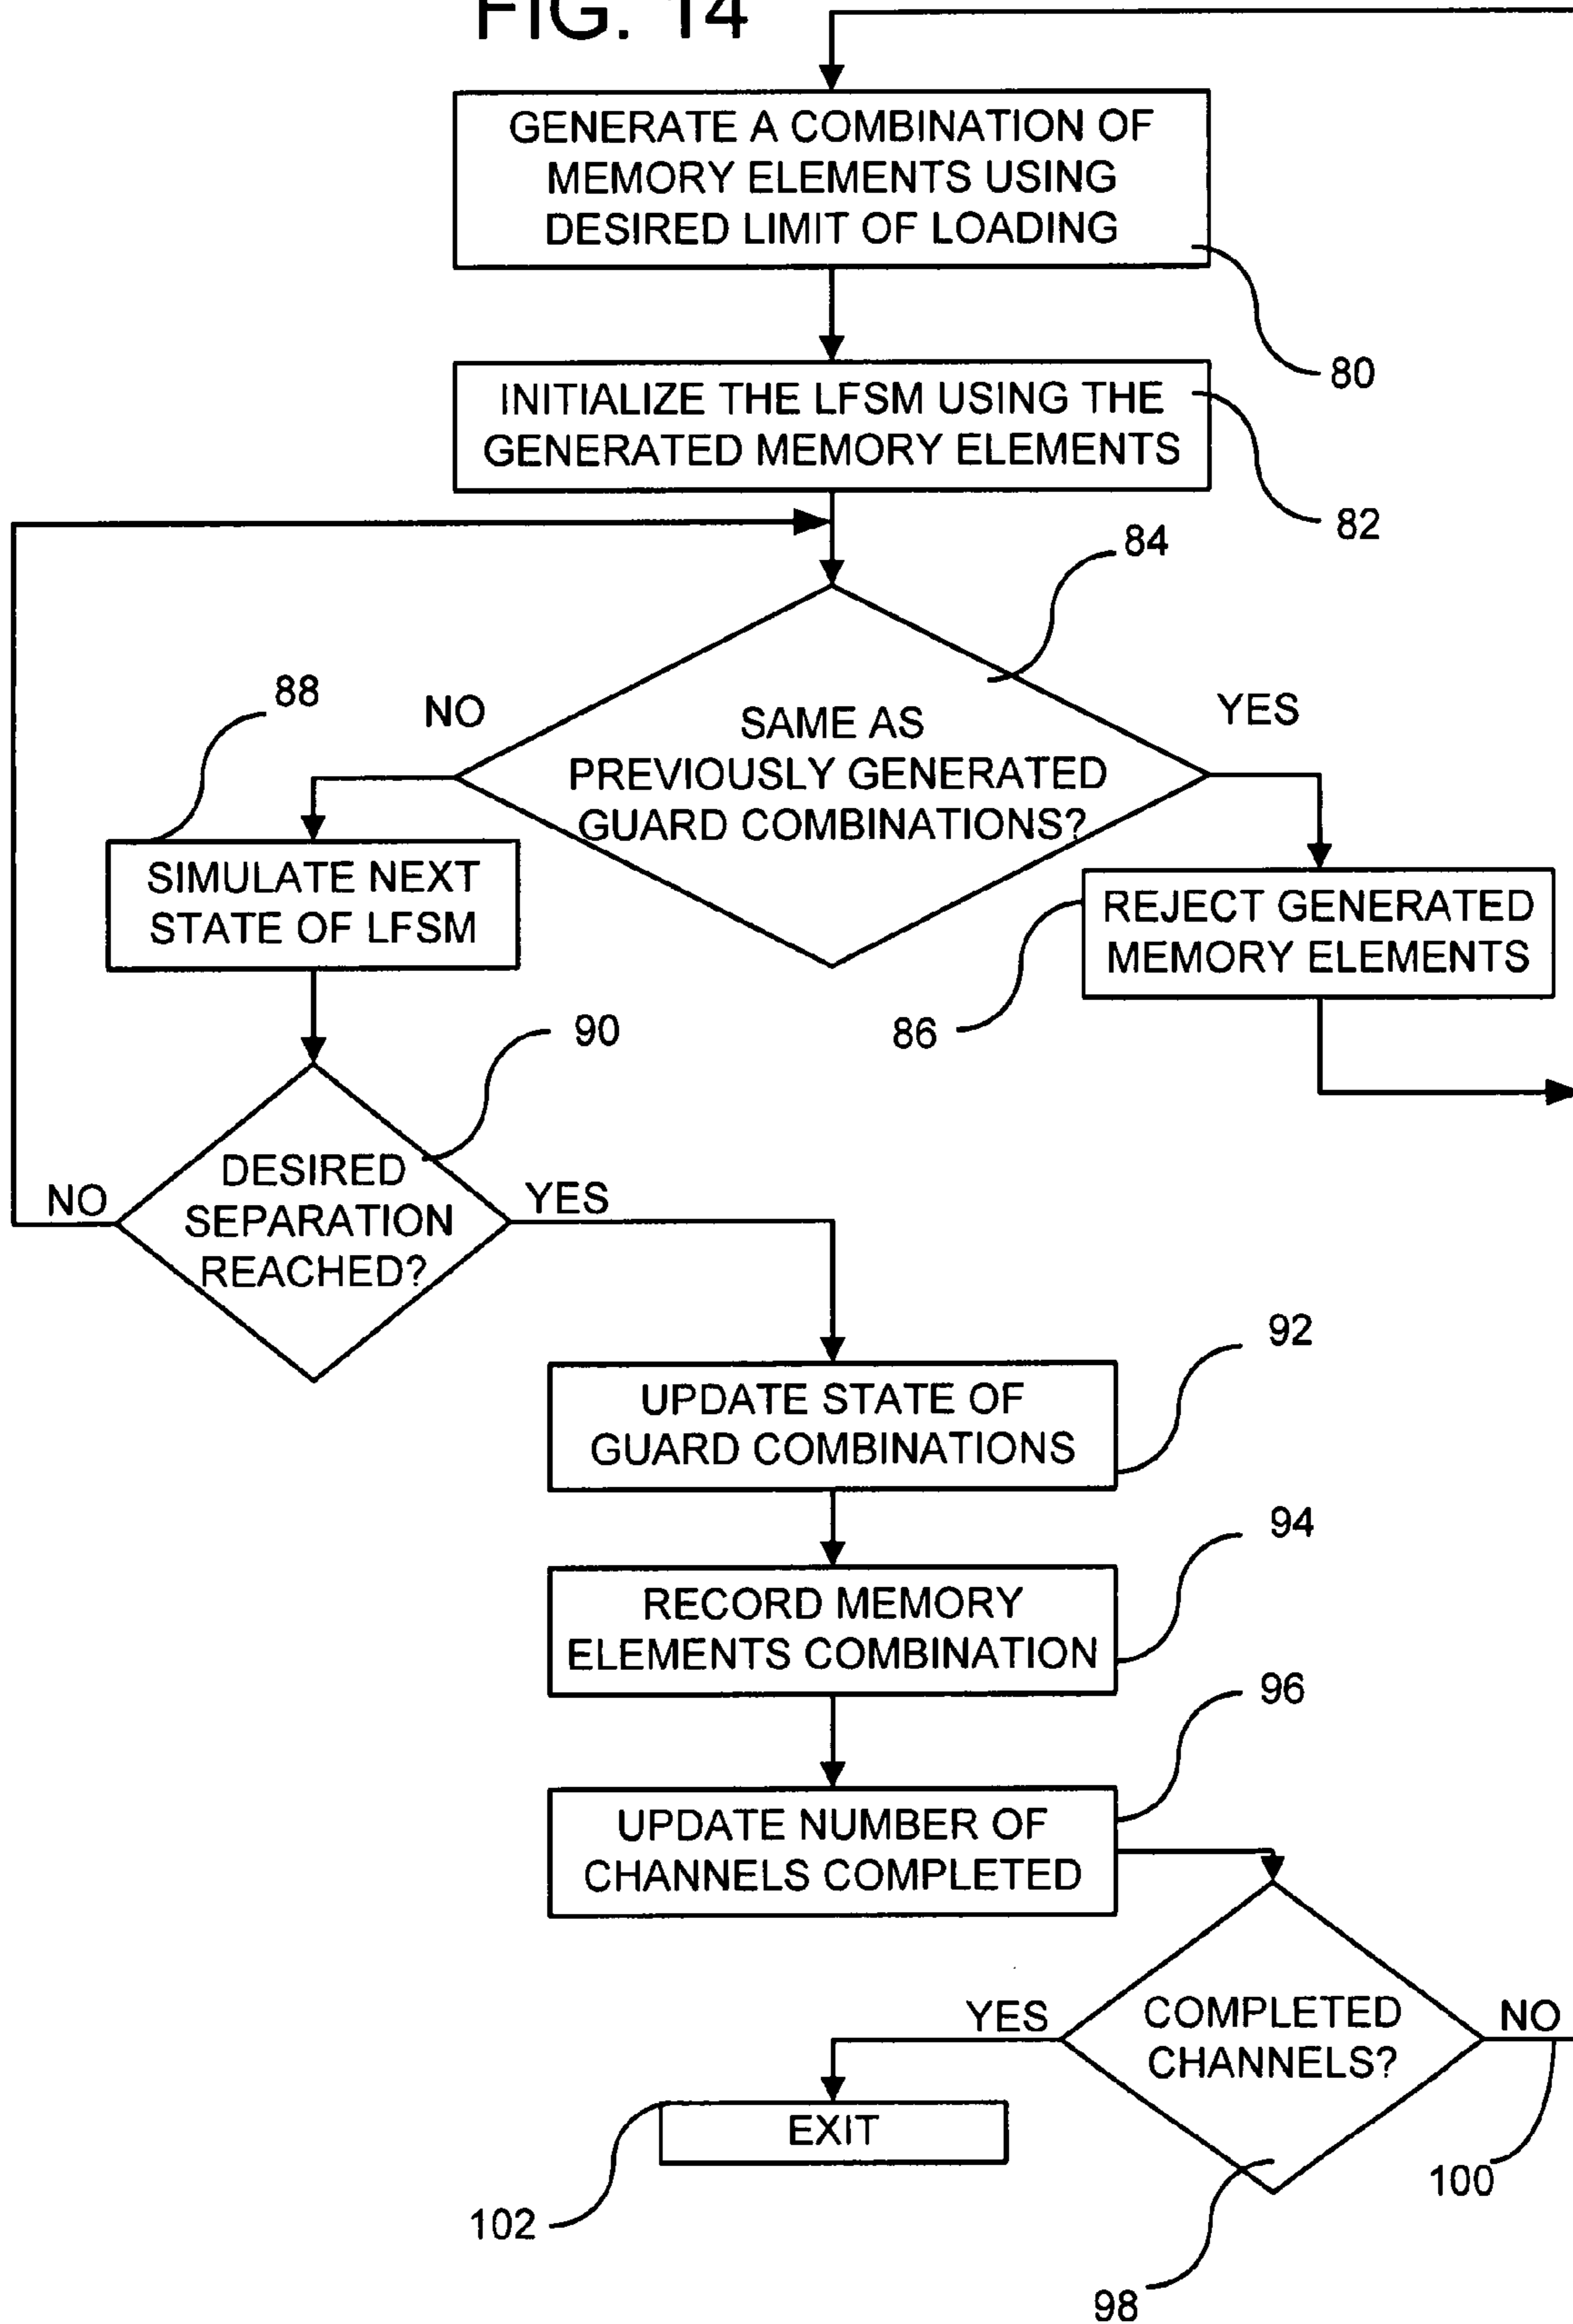 FIG. 14
GENERATE A COMBINATION OF
MEMORY ELEMENTS USING
DESIRED LIMIT OF LOADING
80
INITIALIZE THE LFSM USING THE
GENERATED MEMORY ELEMENTS
82
84
88
NO
YES
SAME AS
PREVIOUSLY GENERATED
GUARD COMBINATIONS?
SIMULATE NEXT
STATE OF LFSM
REJECT GENERATED
MEMORY ELEMENTS
86
90
DESIRED
SEPARATION
REACHED?
NO
YES
92
UPDATE STATE OF
GUARD COMBINATIONS
94
RECORD MEMORY
ELEMENTS COMBINATION
96
UPDATE NUMBER OF
CHANNELS COMPLETED
YES
COMPLETED
CHANNELS?
NO
EXIT
100
102
98